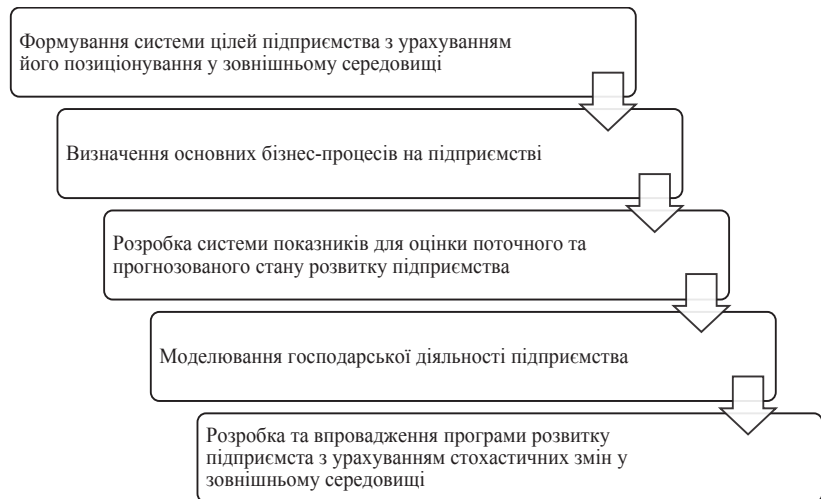 Формування системи цілей підприємства з урахуванням
його позиціонування у зовнішньому середовищі
Визначення основних бізнес-процесів на підприємстві
Розробка системи показників для оцінки поточного та
прогнозованого стану розвитку підприємства
Моделювання господарської діяльності підприємства
Розробка та впровадження програми розвитку
підприємста з урахуванням стохастичних змін у
зовнішньому середовищі